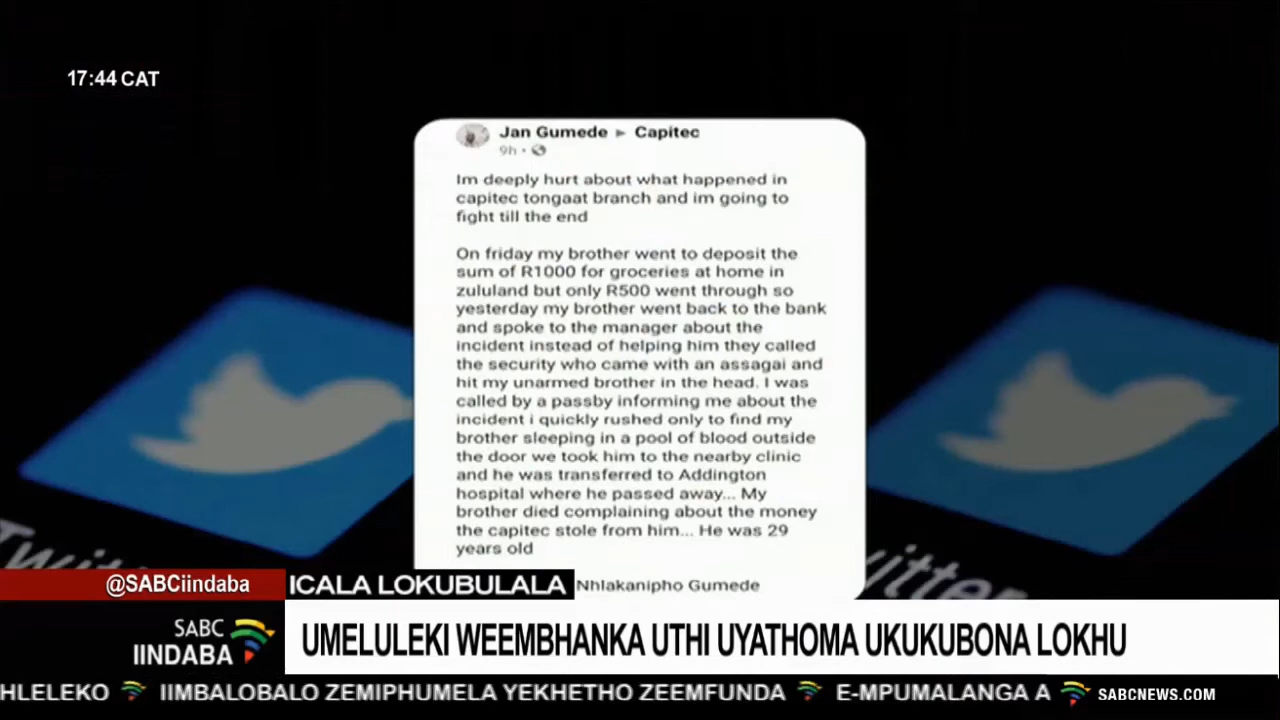 17:44 CAT
Jan Gumede ▸ Capitec
9h ·
Im deeply hurt about what happened in
capitec tongaat branch and im going to
fight till the end
On friday my brother went to deposit the
sum of R1000 for groceries at home in
zululand but only R500 went through so
yesterday my brother went back to the bank
and spoke to the manager about the
incident instead of helping him they called
the security who came with an assagai and
hit my unarmed brother in the head. I was
called by a passby informing me about the
incident i quickly rushed only to find my
brother sleeping in a pool of blood outside
the door we took him to the nearby clinic
and he was transferred to Addington
hospital where he passed away... My
brother died complaining about the money
the capitec stole from him... He was 29
years old
Nhlakanipho Gumede
Twitter
Twitter
@SABCiindaba
ICALA LOKUBULALA
SABC
IINDABA
UMELULEKI WEEMBHANKA UTHI UYATHOMA UKUKUBONA LOKHU
HLELEKO IIMBALOBALO ZEMIPHUMELA YEKHETHO ZEEMFUNDA E-MPUMALANGA A SABCNEWS.COM